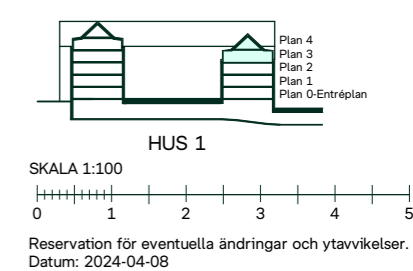 Plan 4
Plan 3
Plan 2
Plan 1
Plan 0-Entréplan
HUS 1
SKALA 1:100
0 1 2 3 4 5
Reservation för eventuella ändringar och ytavvikelser.
Datum: 2024-04-08